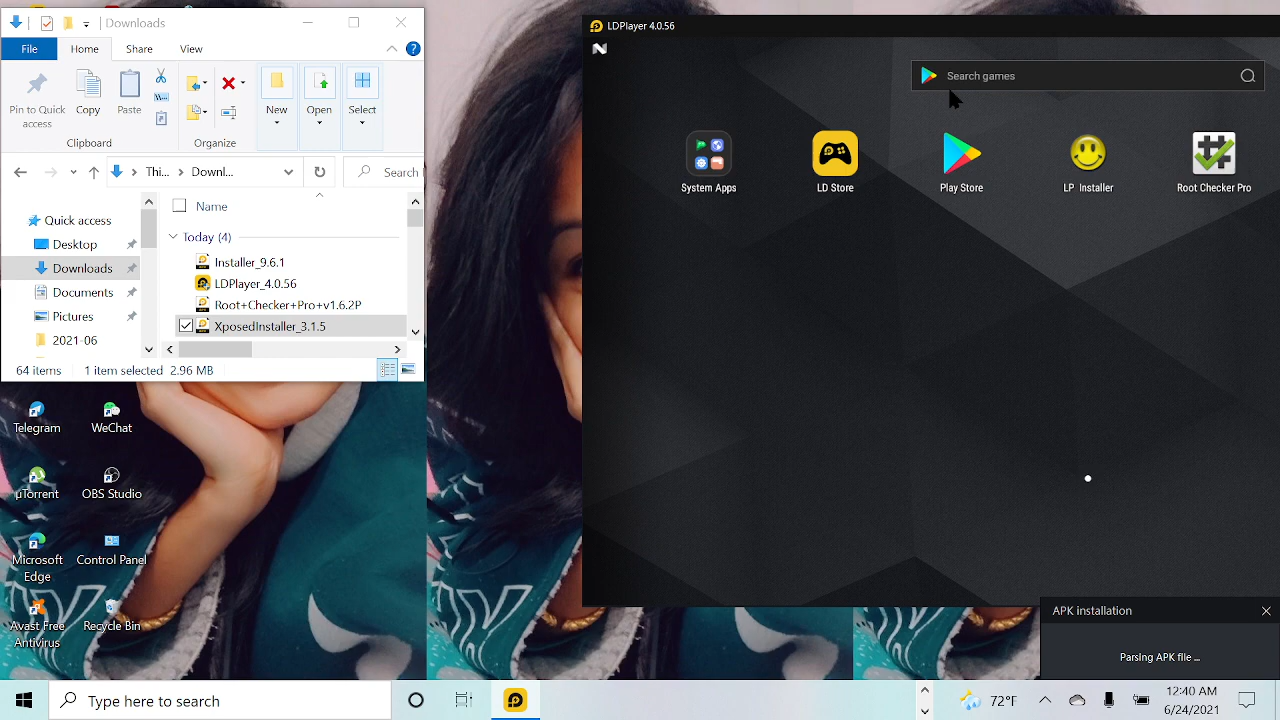 Downloads
File
Home
Share
View
Pin to Quick access
Copy
Paste
New
Open
Select
Clipboard
Organize
Thi...
Downl...
Search
Name
Quick access
Desktop
Downloads
Documents
Pictures
2021-06
Today (4)
Installer_9.6.1
LDPlayer_4.0.56
Root+Checker+Pro+v1.6.2P
XposedInstaller_3.1.5
64 items
1 item selected 2.96 MB
Telegram
WeChat
µTorrent
OBS Studio
Microsoft Edge
Control Panel
Avast Free Antivirus
Recycle Bin
LDPlayer 4.0.56
Search games
System Apps
LD Store
Play Store
LP Installer
Root Checker Pro
APK installation
Parsing APK file...
Type here to search
72°F
6/24/2021